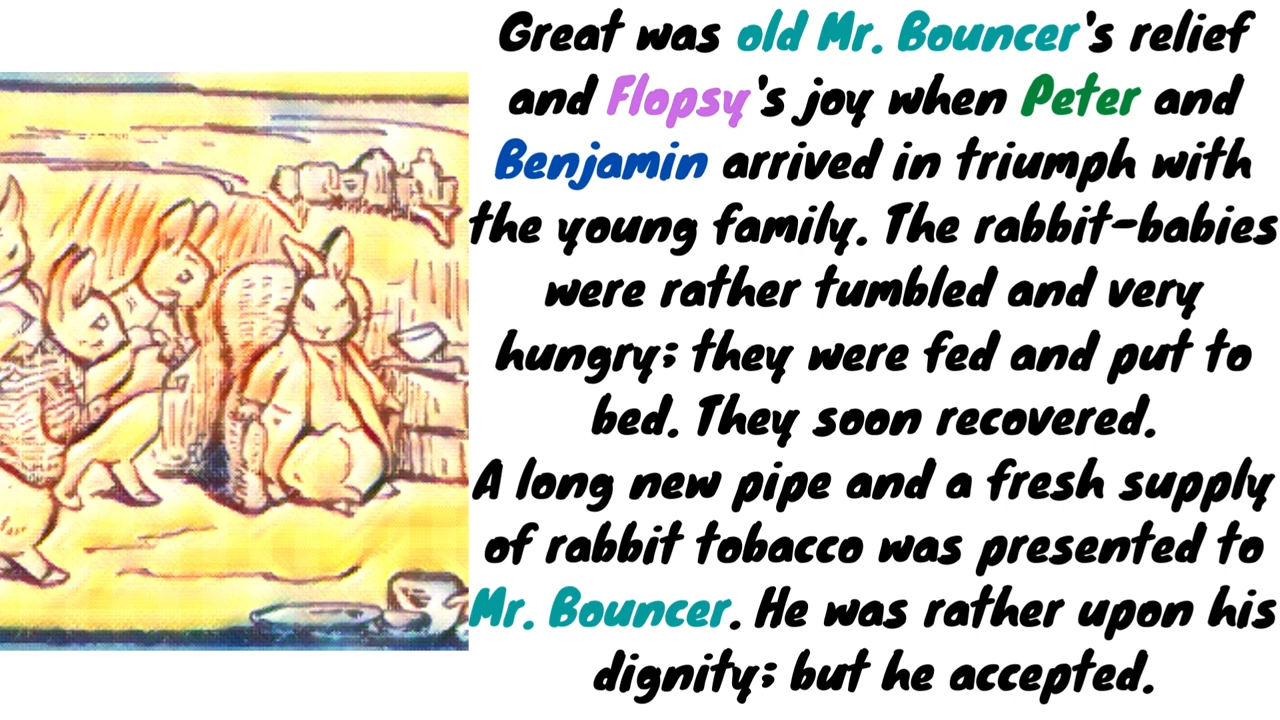 Great was old Mr. Bouncer's relief
and Flopsy's joy when Peter and
Benjamin arrived in triumph with
the young family. The rabbit-babies
were rather tumbled and very
hungry; they were fed and put to
bed. They soon recovered.
A long new pipe and a fresh supply
of rabbit tobacco was presented to
Mr. Bouncer. He was rather upon his
dignity; but he accepted.